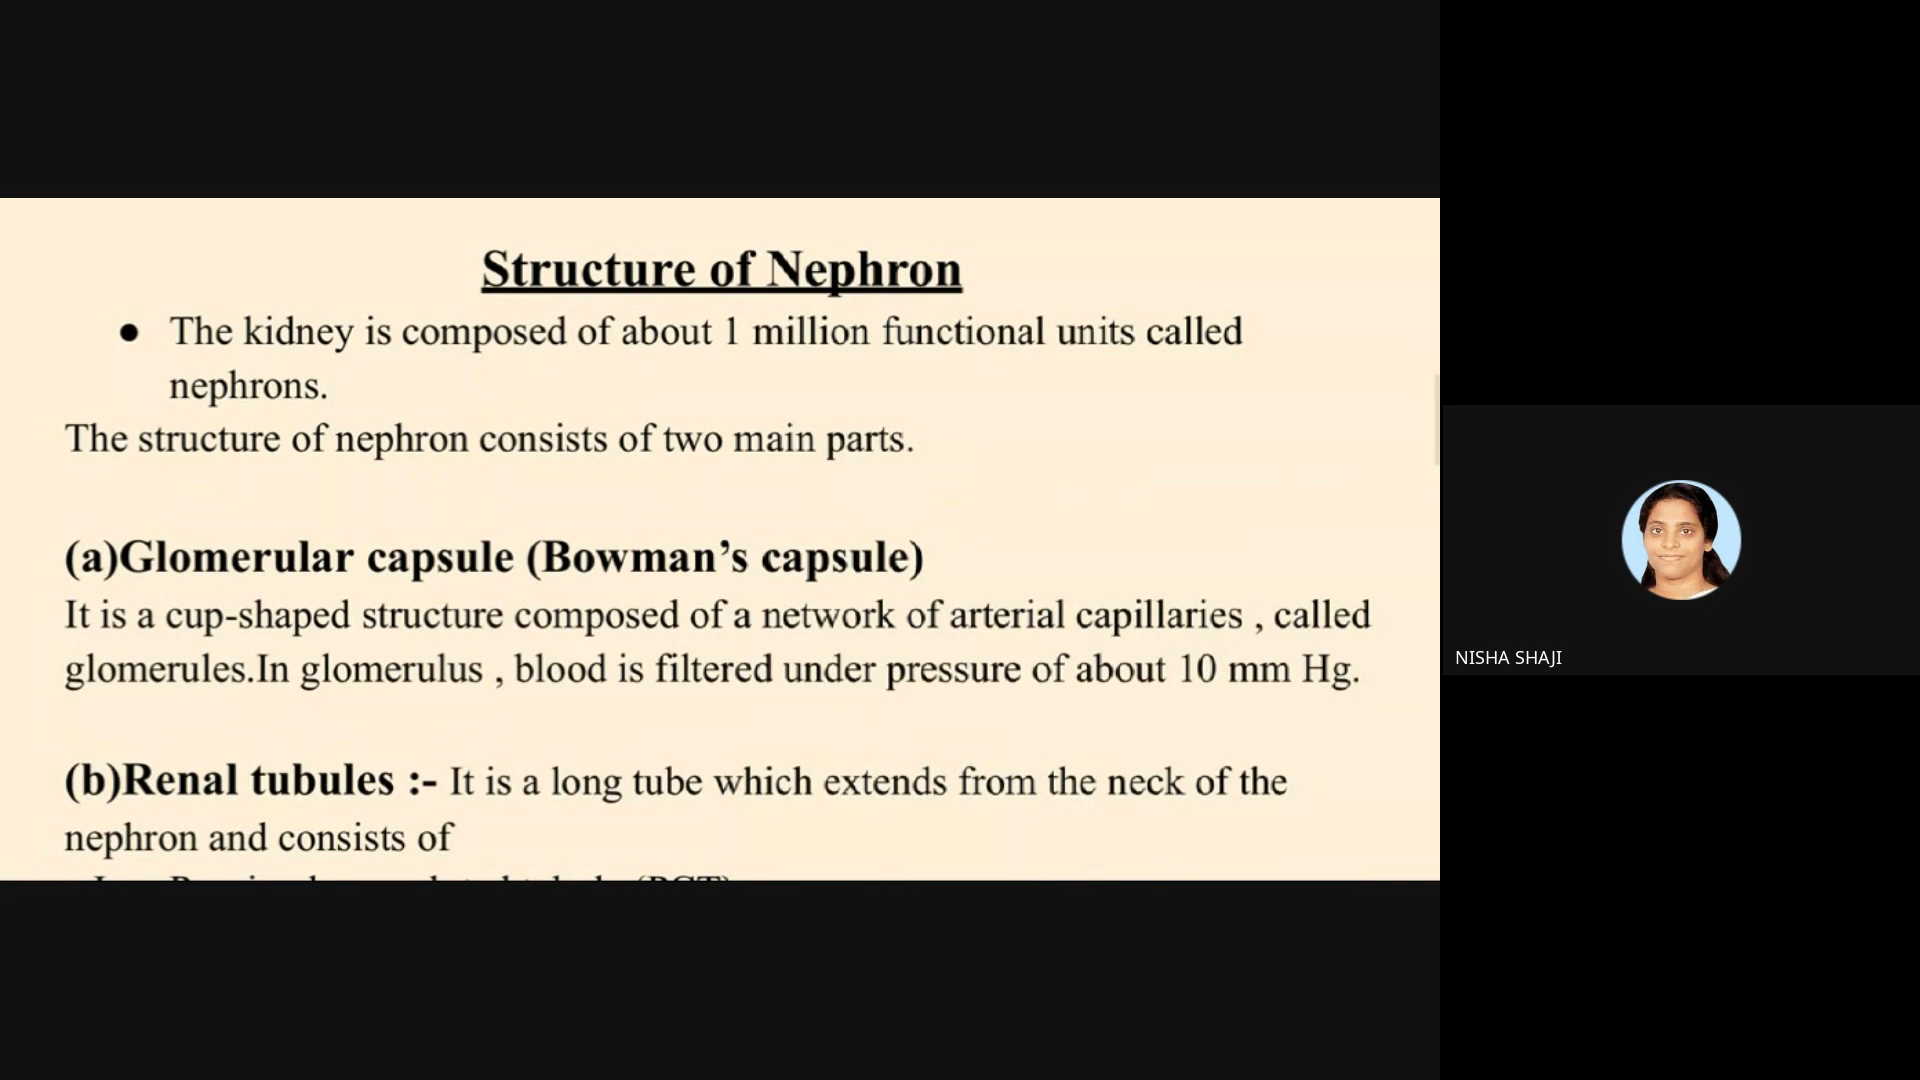 Structure of Nephron
● The kidney is composed of about 1 million functional units called
nephrons.
The structure of nephron consists of two main parts.
(a)Glomerular capsule (Bowman’s capsule)
It is a cup-shaped structure composed of a network of arterial capillaries , called
glomerules.In glomerulus , blood is filtered under pressure of about 10 mm Hg.
(b)Renal tubules :- It is a long tube which extends from the neck of the
nephron and consists of
(PCT)
NISHA SHAJI